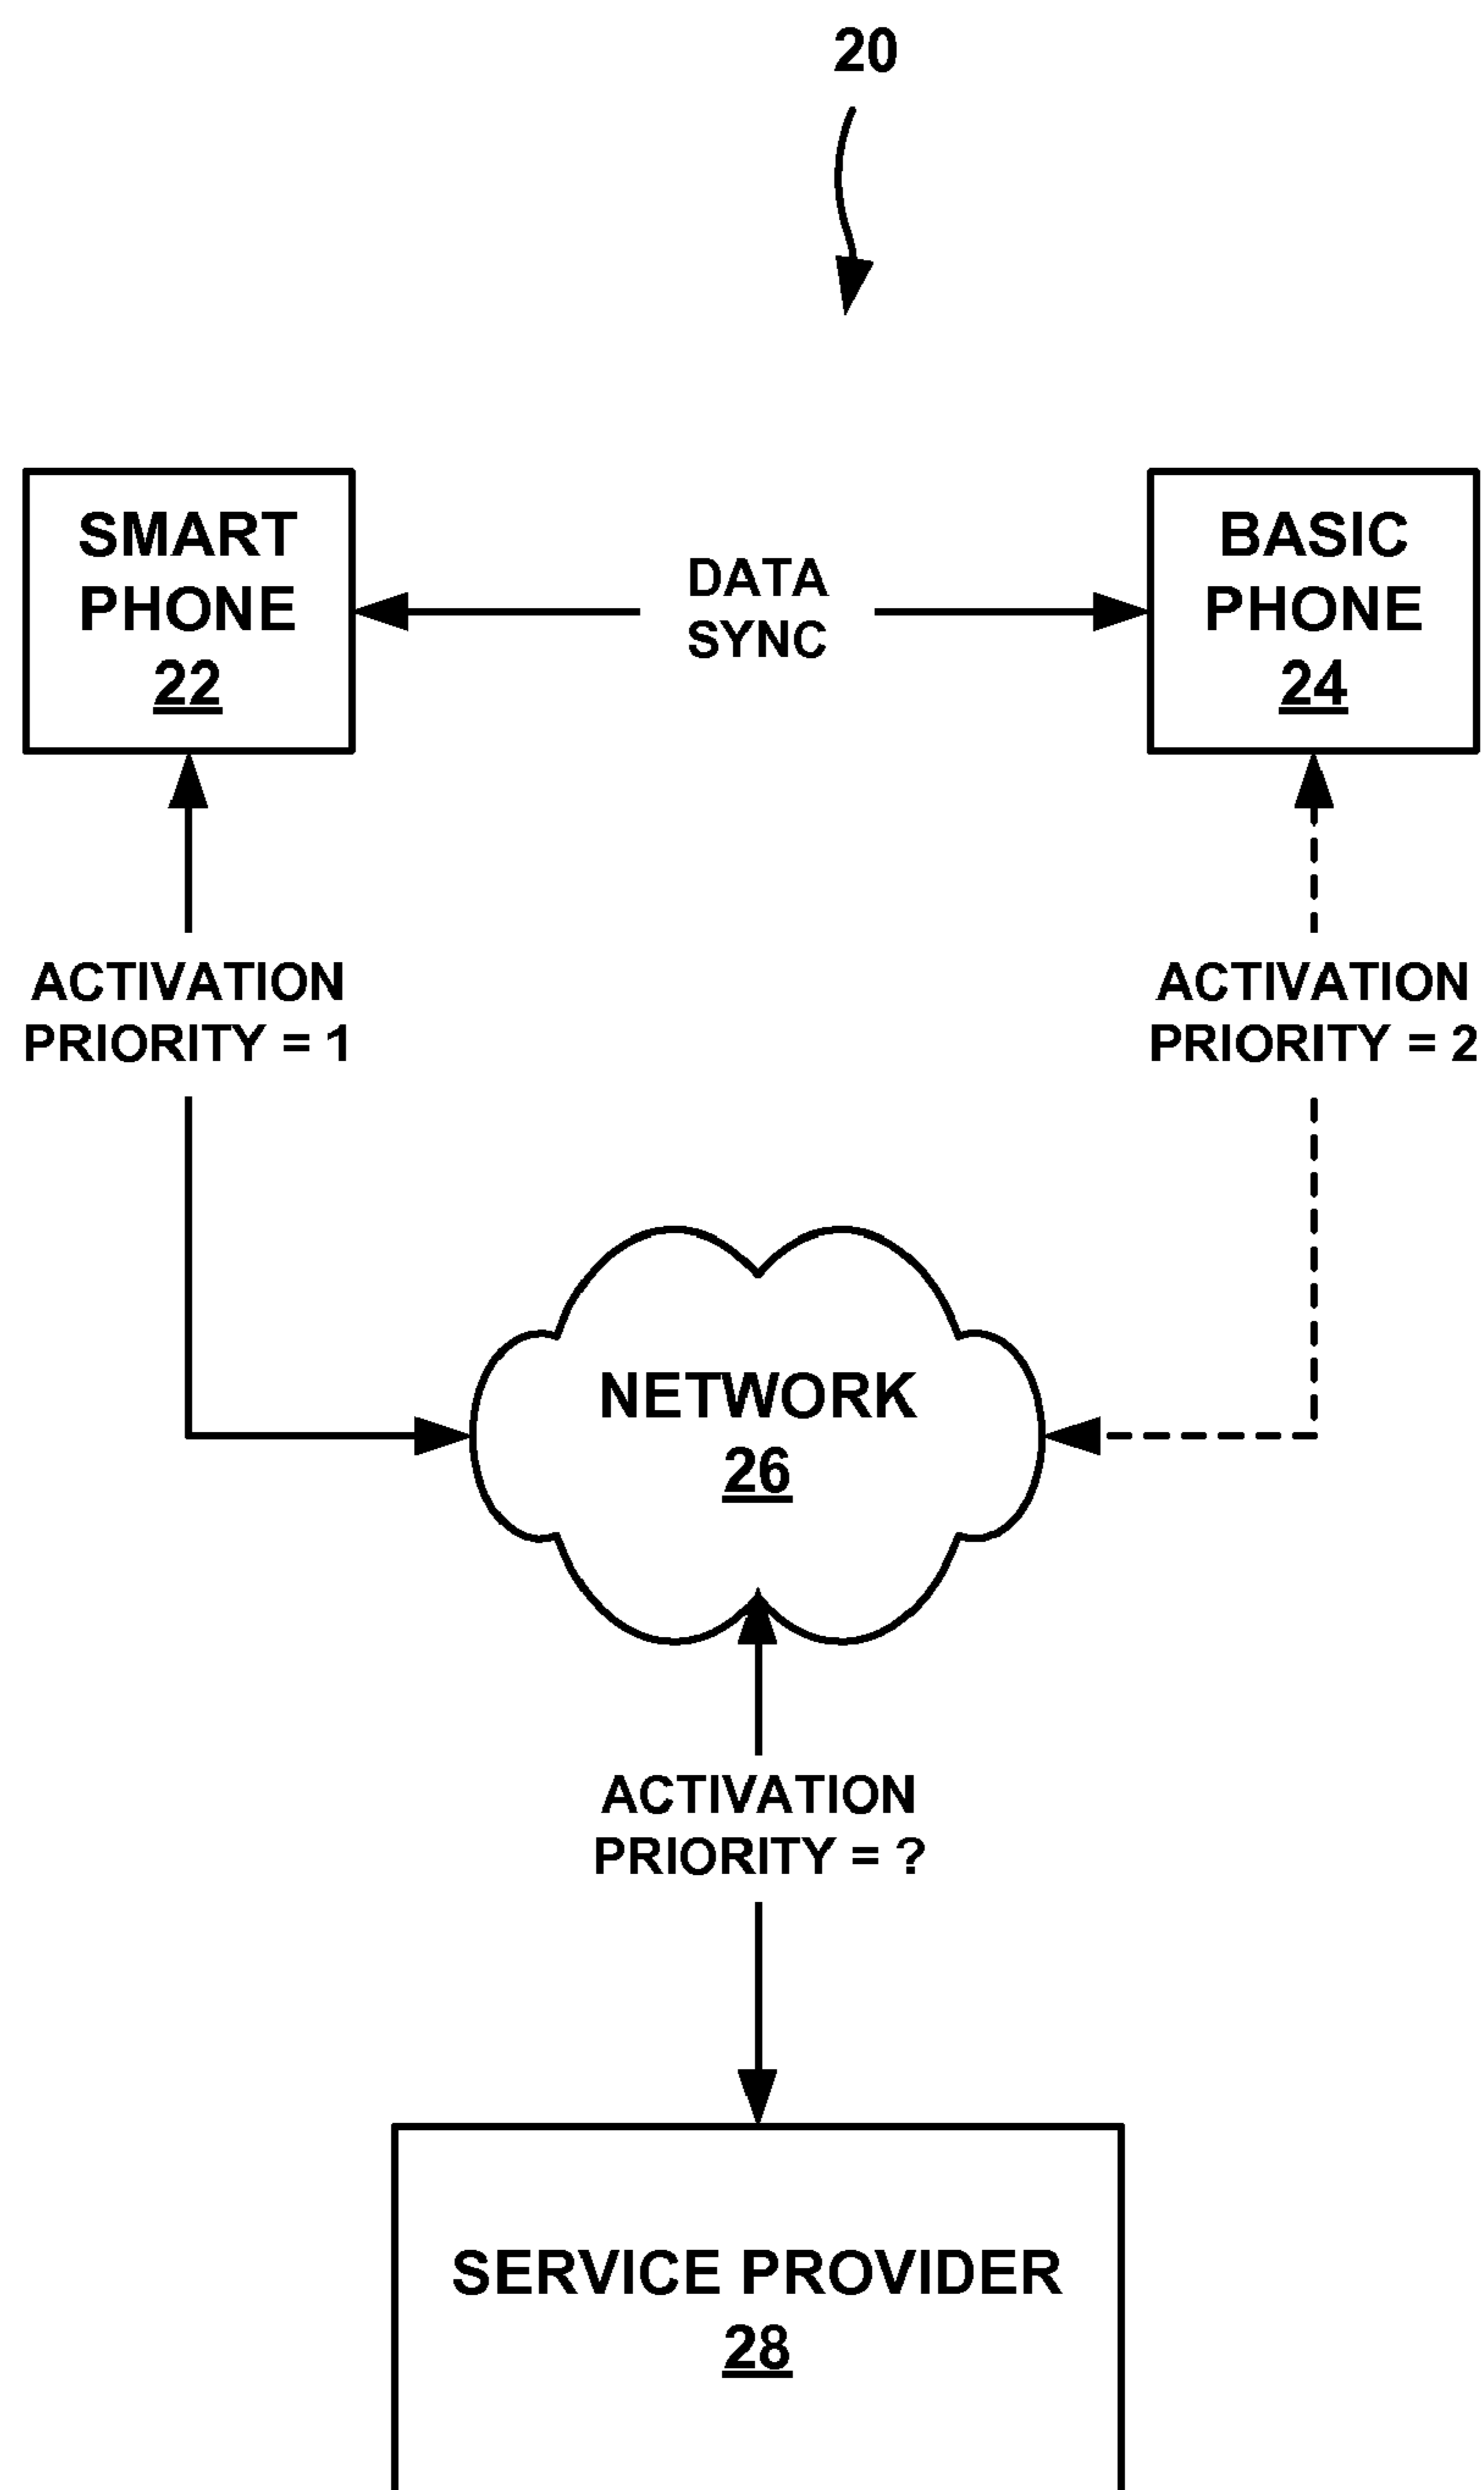 20
SMART
PHONE
22
DATA
SYNC
BASIC
PHONE
24
ACTIVATION
PRIORITY = 1
ACTIVATION
PRIORITY = 2
NETWORK
26
ACTIVATION
PRIORITY = ?
SERVICE PROVIDER
28